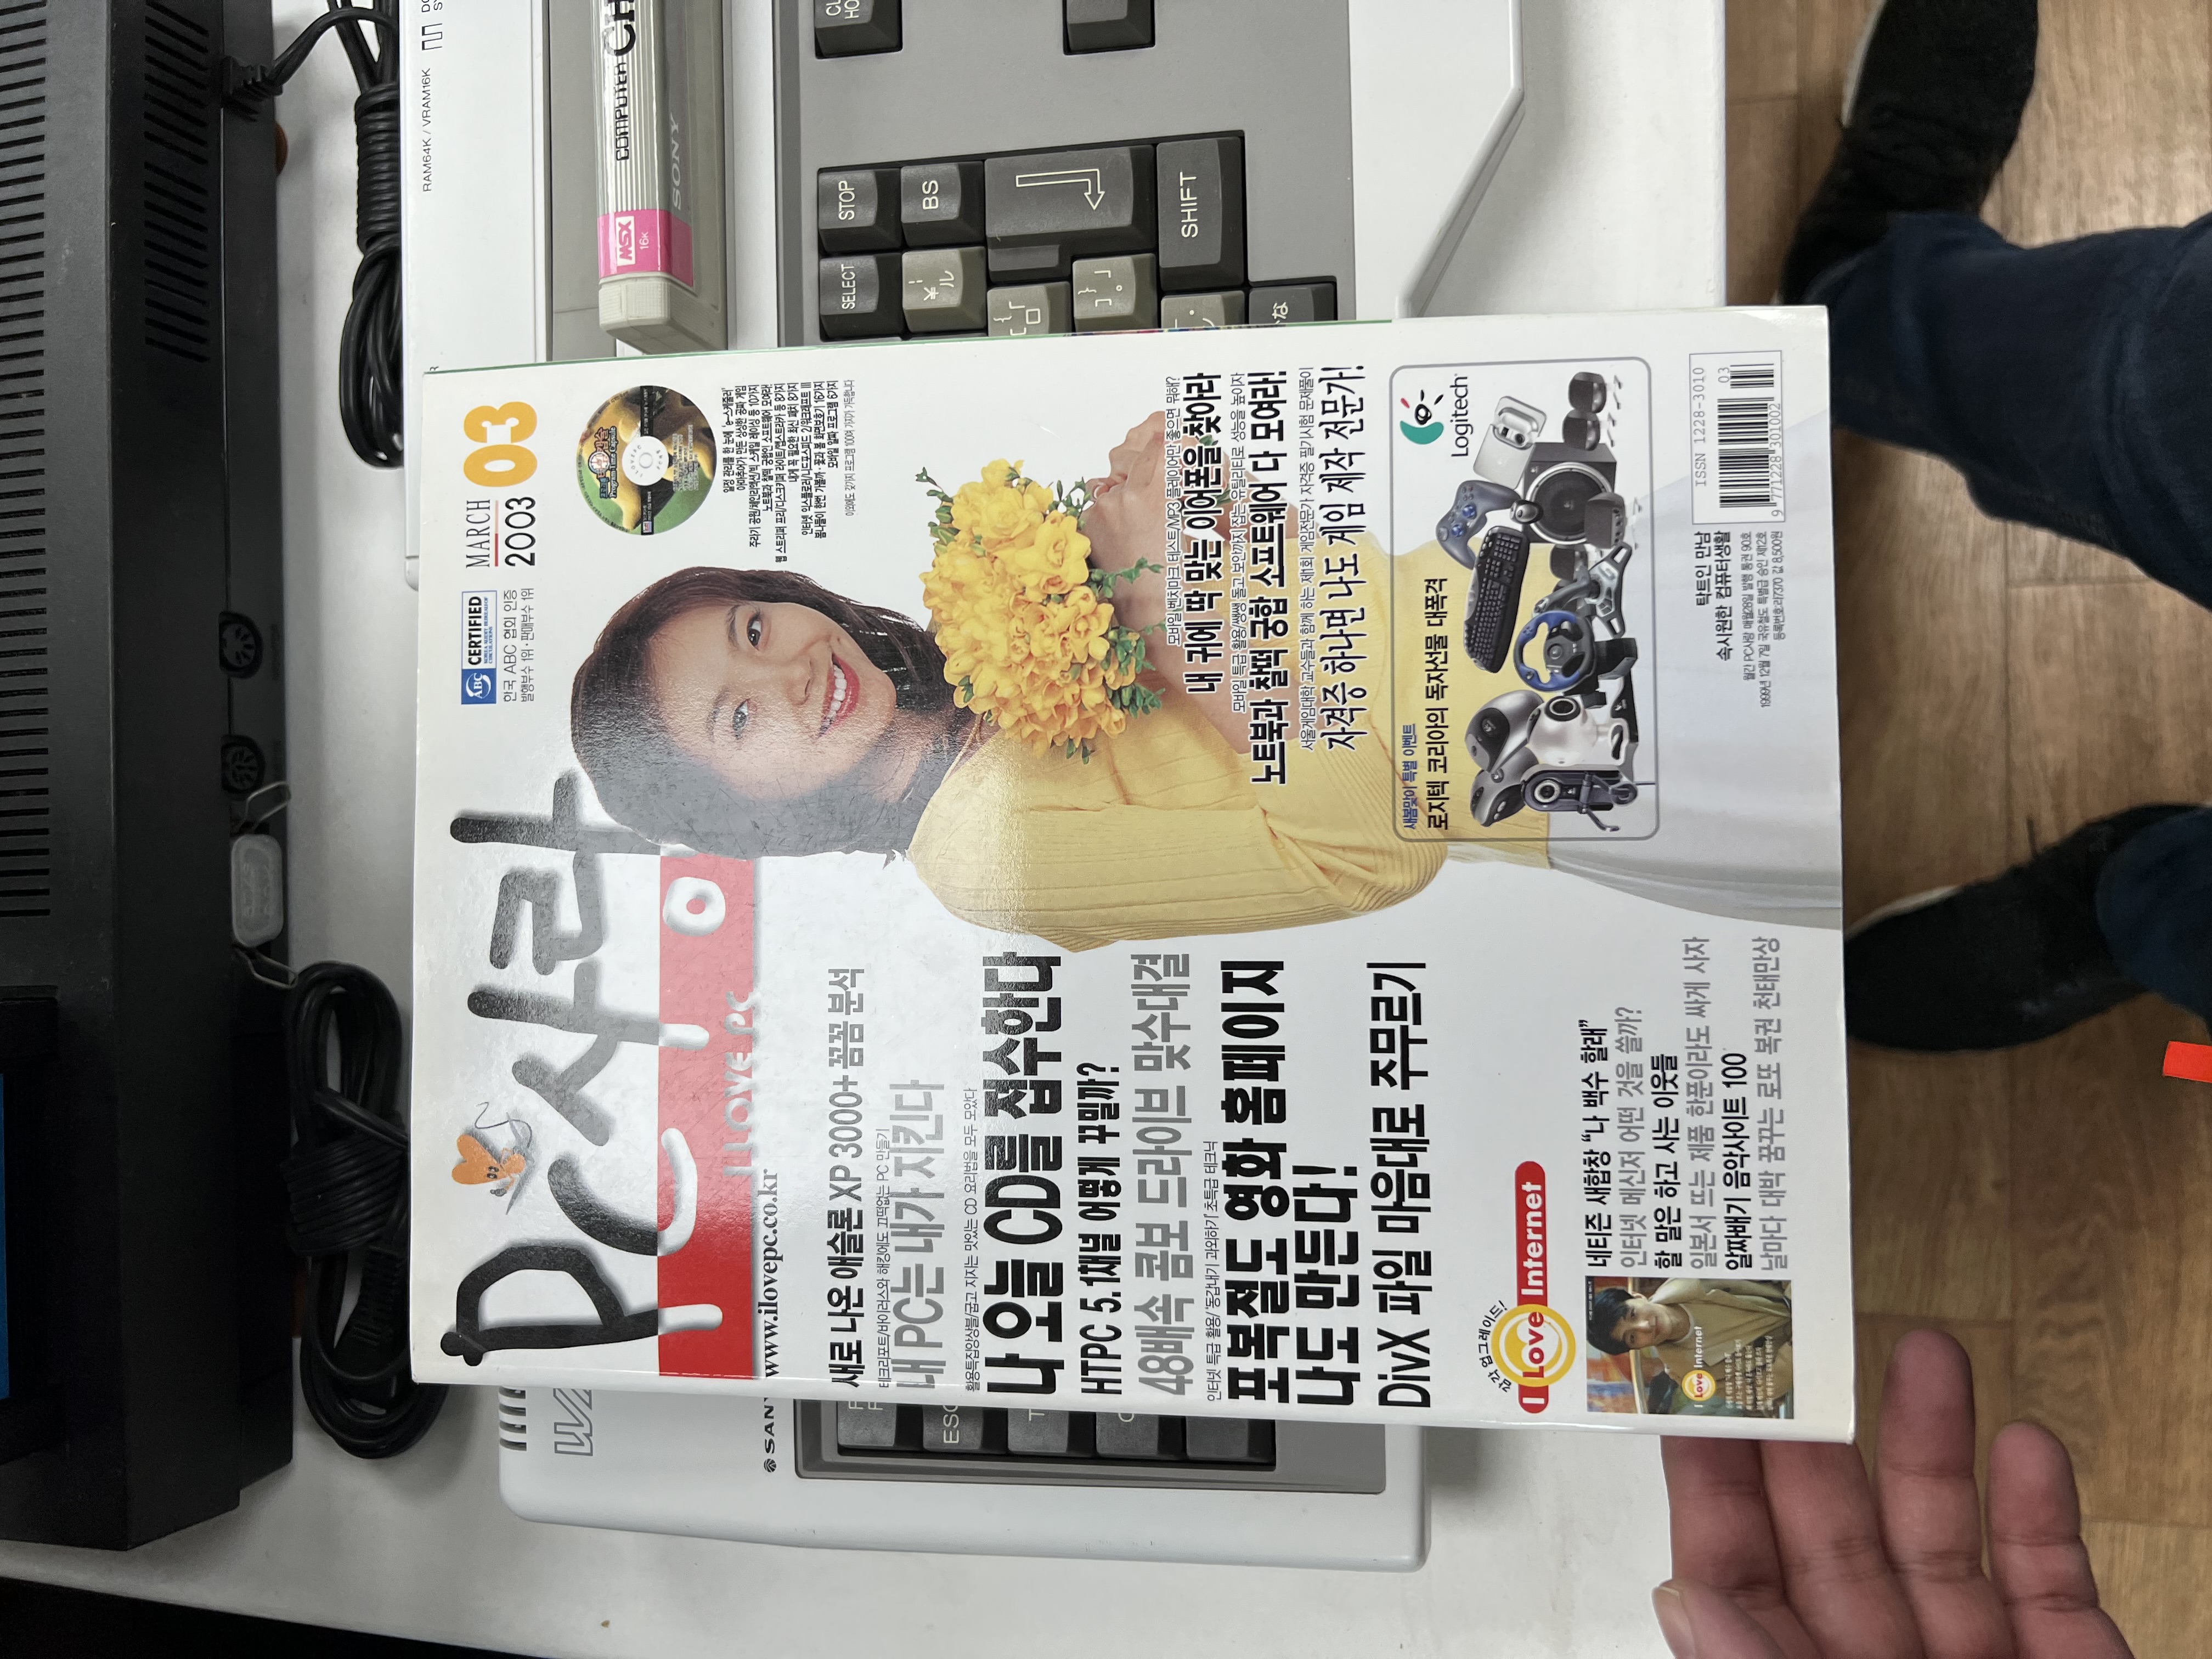 PC사랑
I LOVE PC
www.ilovepc.co.kr
ABC CERTIFIED
KOREA AUDIT BUREAU OF CIRCULATIONS
한국 ABC 협회 인증
발행부수 1위·판매부수 1위
MARCH
2003
03
Program Time Capsule
일정 관리를 한 눈에 'e-스케줄러'
아마추어가 만든 싱싱한 공짜 게임
주라기 공원/체인리액션/빅 스케일 레이싱 등 10가지
노트북과 찰떡 궁합인 소프트웨어 모여라!
웹 스트리퍼 프리/디스크키퍼 라이트/앱스트라카 등 8가지
내게 꼭 필요한 최신 패치 8가지
인터넷 익스플로러/니드포스피드 2/워크래프트 III
봄나들이 한번 가볼까·꽃과 봄 화면보호기 16가지
모바일 알짜 프로그램 6가지
이외에도 갖가지 프로그램 100여 가지가 가득합니다
새로 나온 애슬론 XP 3000+ 꼼꼼 분석
테크리포트/바이러스와 해킹에도 끄떡없는 PC 만들기
내 PC는 내가 지킨다
활용특집앙상블/굽고 지지는 맛있는 CD 요리법을 모두 모았다
나 오늘 CD를 접수한다
HTPC 5.1채널 어떻게 꾸밀까?
48배속 콤보 드라이브 맞수대결
인터넷 특급 활용/ '동갑내기 과외하기' 초특급 테크닉
포복절도 영화 홈페이지
나도 만든다!
DivX 파일 마음대로 주무르기
모바일 벤치마크 테스트/MP3 플레이어만 좋으면 뭐해?
내 귀에 딱 맞는 이어폰을 찾아라
모바일 특급 활용/쌩쌩 돌고 보안까지 잡는 유틸리티로 성능을 높이자
노트북과 찰떡 궁합 소프트웨어 다 모여라!
서울게임대학 교수들과 함께 하는 제1회 게임전문가 자격증 필기시험 문제풀이
자격증 하나면 나도 게임 제작 전문가!
새봄맞이 특별 이벤트
로지텍 코리아의 독자선물 대폭격
Logitech
감각 업그레이드!
I Love Internet
네티즌 새합창 “나 백수 할래”
인터넷 메신저 어떤 것을 쓸까?
할 말은 하고 사는 이웃들
일본서 뜨는 제품 한푼이라도 싸게 사자
알짜배기 음악사이트 100
날마다 대박 꿈꾸는 로또 복권 천태만상
I Love Internet
탁트인 만남
속시원한 컴퓨터생활
월간 PC사랑 매월28일 발행 통권 90호
1999년 12월 7일 국유철도 특별급 승인 제12호
등록번호:라7370 값 8,500원
ISSN 1228-3010
03
9 771228 301002
RAM64K / VRAM16K
MSX
16K
COMPUTER
SONY
SELECT
STOP
¥
ル
BS
SHIFT
ESC